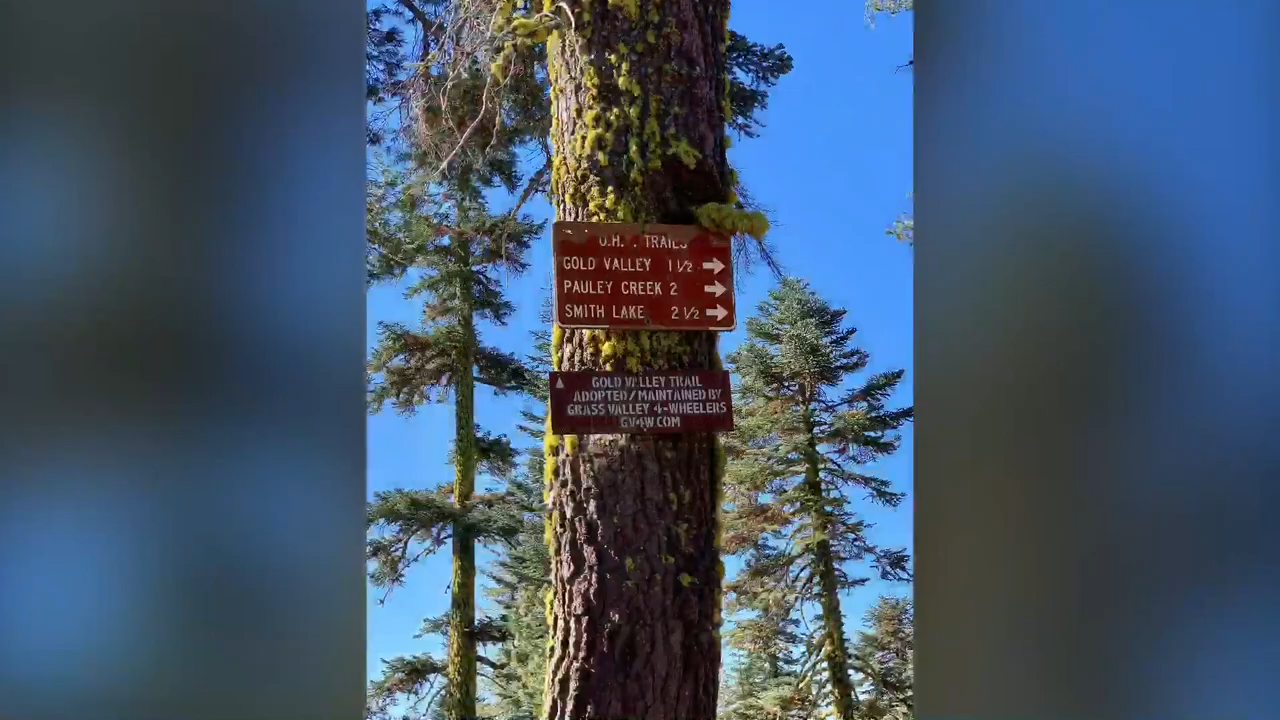 O.H. . TRAILS
GOLD VALLEY 1 1/2 →
PAULEY CREEK 2 →
SMITH LAKE 2 1/2 →
GOLD VALLEY TRAIL
ADOPTED/MAINTAINED BY
GRASS VALLEY 4-WHEELERS
GV4W.COM